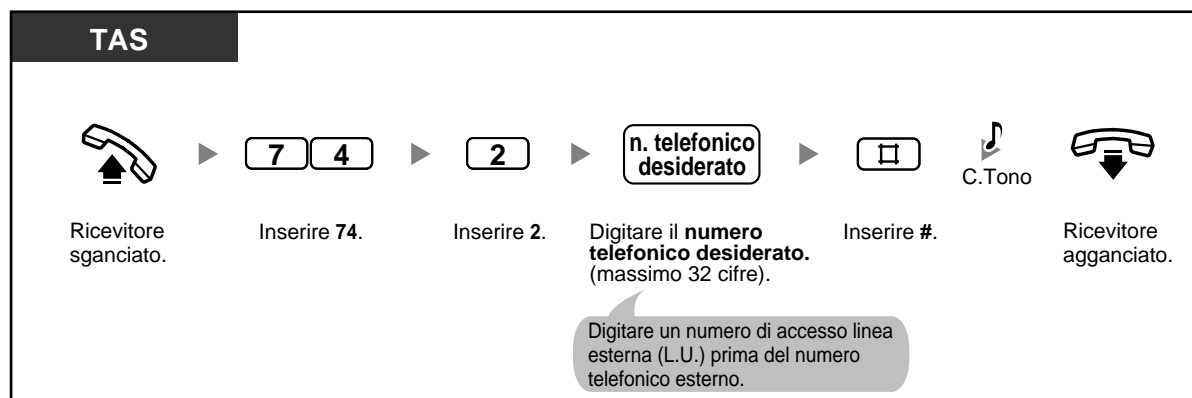 TAS
7 4
2
n. telefonico
desiderato
#
C.Tono
Ricevitore
sganciato.
Inserire 74.
Inserire 2.
Digitare il numero
telefonico desiderato.
(massimo 32 cifre).
Inserire #.
Ricevitore
agganciato.
Digitare un numero di accesso linea
esterna (L.U.) prima del numero
telefonico esterno.